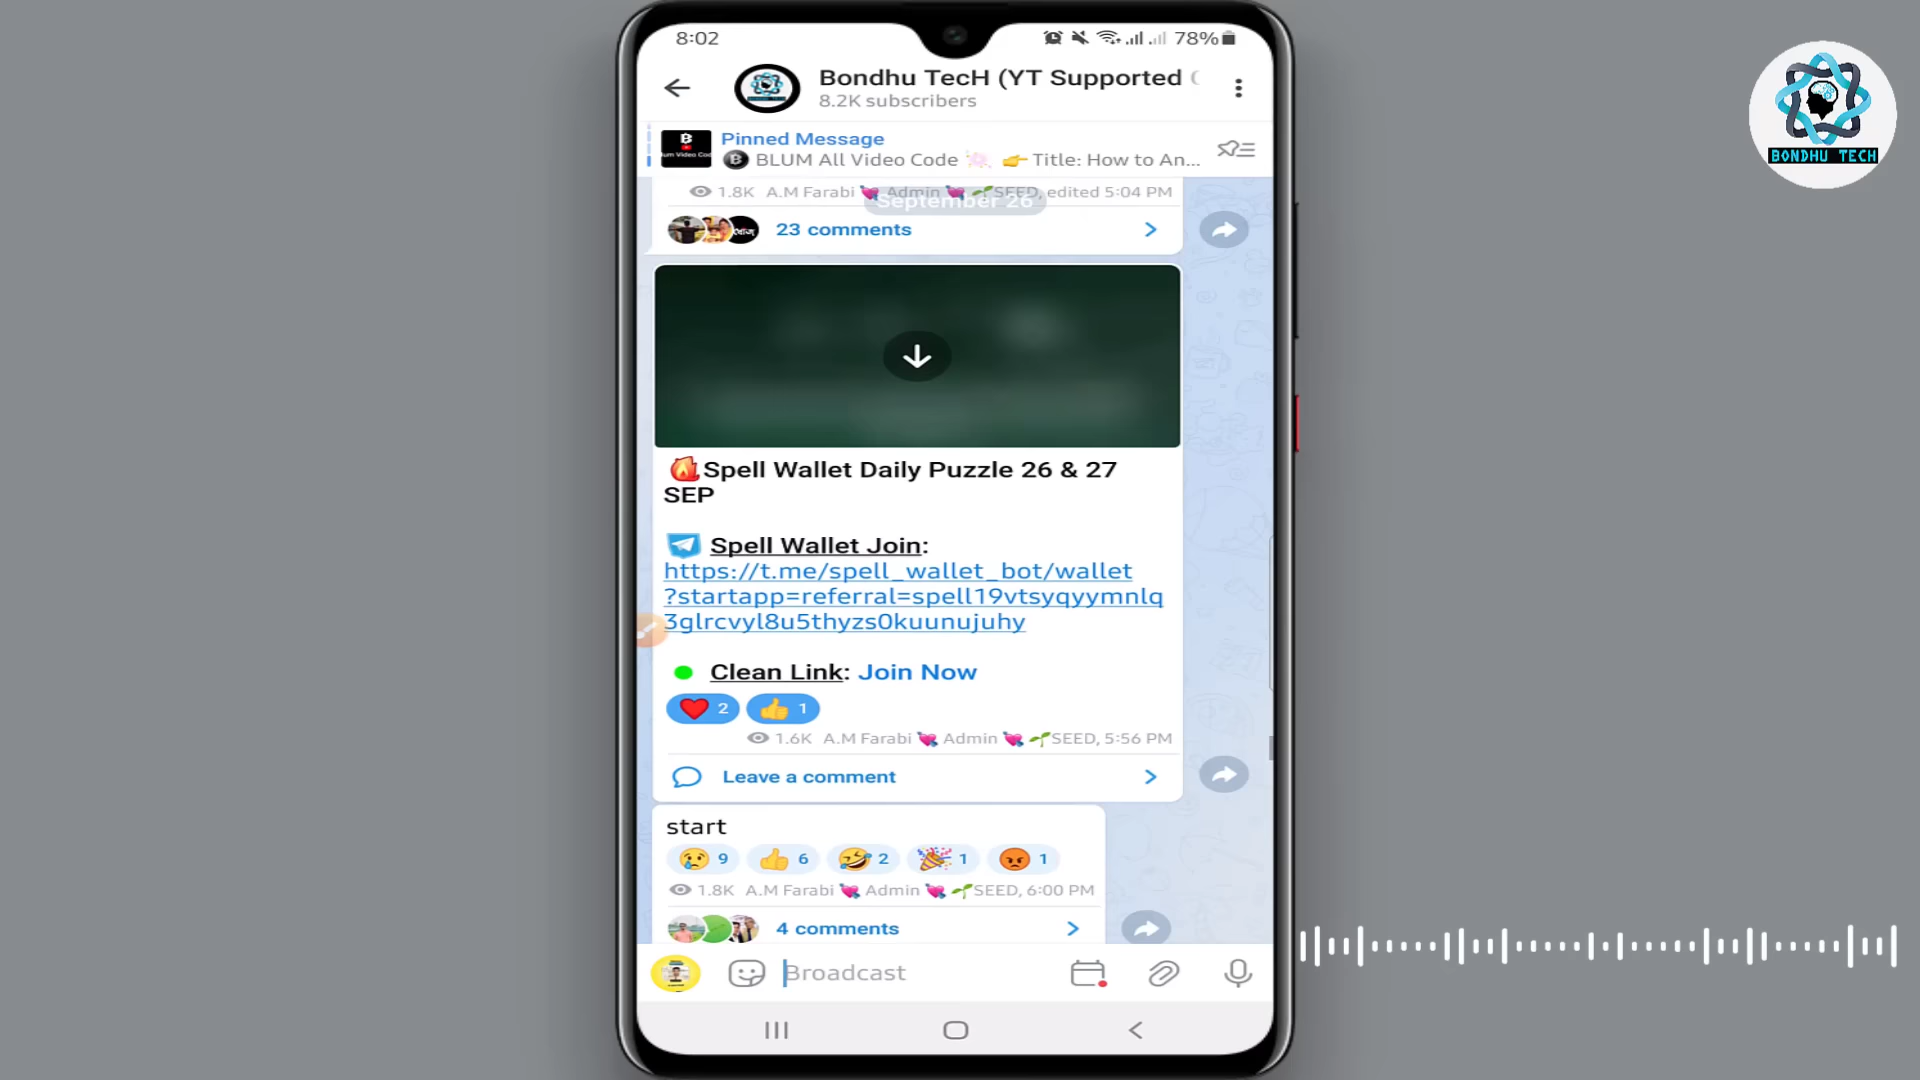 8:02
78%
Bondhu TecH (YT Supported
8.2K subscribers
BONDHU TECH
Pinned Message
BLUM All Video Code 👉 Title: How to An...
1.8K A.M Farabi 💘 Admin 💘 🌱SEED, edited 5:04 PM
September 26
23 comments
🔥Spell Wallet Daily Puzzle 26 & 27
SEP
Spell Wallet Join:
https://t.me/spell_wallet_bot/wallet
?startapp=referral=spell19vtsyqyymnlq
3glrcvyl8u5thyzs0kuunujuhy
Clean Link: Join Now
❤️ 2 👍 1
1.6K A.M Farabi 💘 Admin 💘 🌱SEED, 5:56 PM
Leave a comment
start
😢 9 👍 6 🤣 2 🎉 1 😡 1
1.8K A.M Farabi 💘 Admin 💘 🌱SEED, 6:00 PM
4 comments
Broadcast